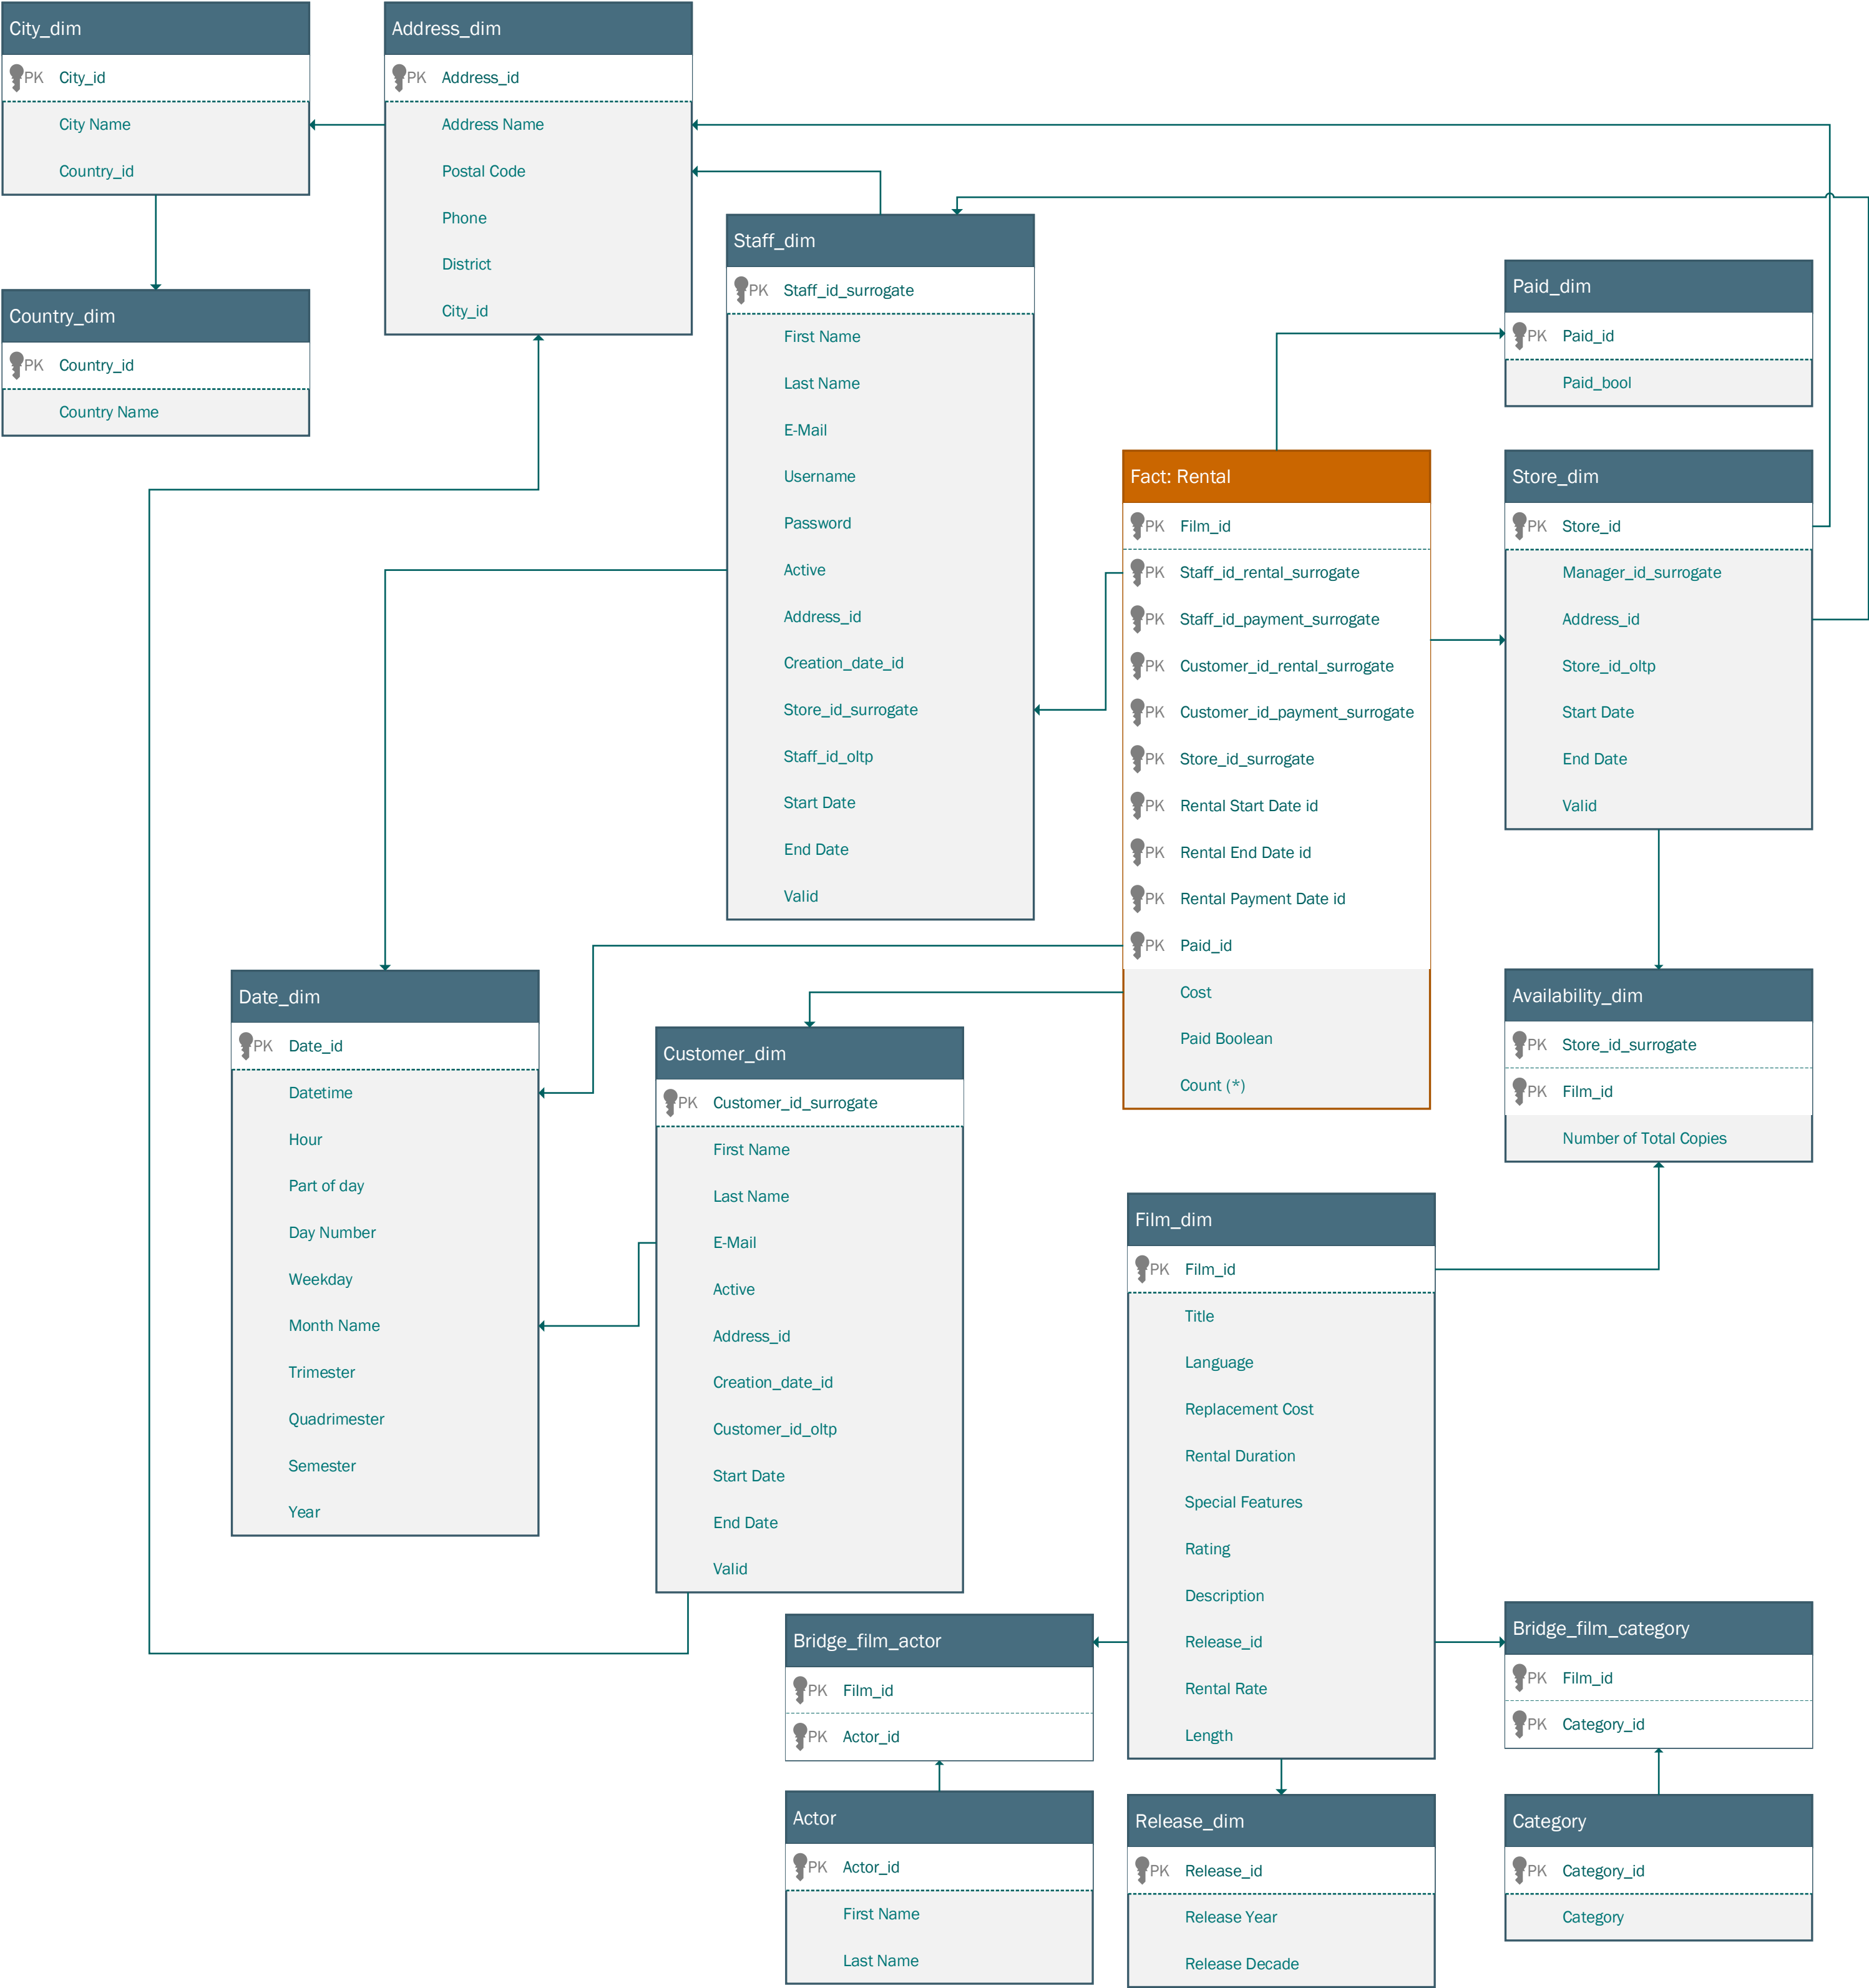 City_dim
PK City_id
City Name
Country_id
Address_dim
PK Address_id
Address Name
Postal Code
Phone
District
City_id
Country_dim
PK Country_id
Country Name
Staff_dim
PK Staff_id_surrogate
First Name
Last Name
E-Mail
Username
Password
Active
Address_id
Creation_date_id
Store_id_surrogate
Staff_id_oltp
Start Date
End Date
Valid
Paid_dim
PK Paid_id
Paid_bool
Fact: Rental
PK Film_id
PK Staff_id_rental_surrogate
PK Staff_id_payment_surrogate
PK Customer_id_rental_surrogate
PK Customer_id_payment_surrogate
PK Store_id_surrogate
PK Rental Start Date id
PK Rental End Date id
PK Rental Payment Date id
PK Paid_id
Cost
Paid Boolean
Count (*)
Store_dim
PK Store_id
Manager_id_surrogate
Address_id
Store_id_oltp
Start Date
End Date
Valid
Date_dim
PK Date_id
Datetime
Hour
Part of day
Day Number
Weekday
Month Name
Trimester
Quadrimester
Semester
Year
Customer_dim
PK Customer_id_surrogate
First Name
Last Name
E-Mail
Active
Address_id
Creation_date_id
Customer_id_oltp
Start Date
End Date
Valid
Availability_dim
PK Store_id_surrogate
PK Film_id
Number of Total Copies
Film_dim
PK Film_id
Title
Language
Replacement Cost
Rental Duration
Special Features
Rating
Description
Release_id
Rental Rate
Length
Bridge_film_actor
PK Film_id
PK Actor_id
Bridge_film_category
PK Film_id
PK Category_id
Actor
PK Actor_id
First Name
Last Name
Release_dim
PK Release_id
Release Year
Release Decade
Category
PK Category_id
Category